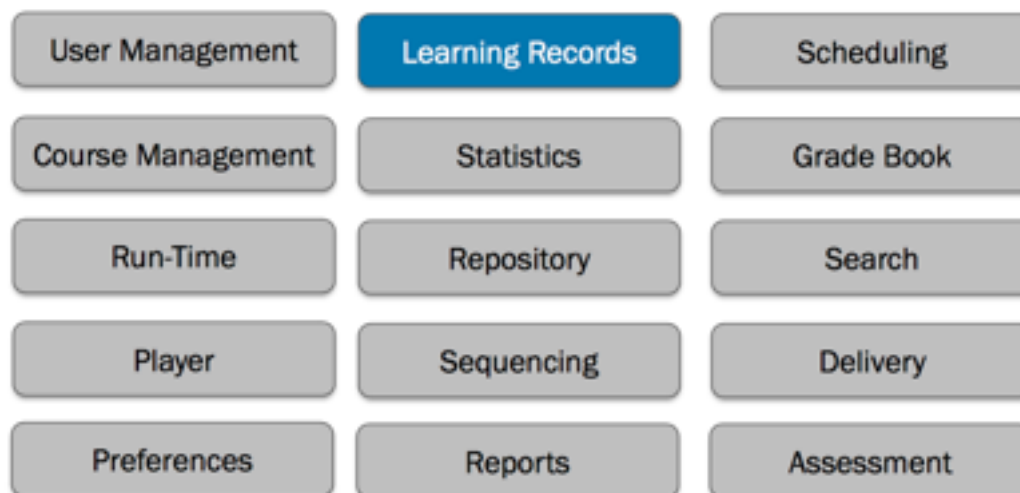 User Management
Learning Records
Scheduling
Course Management
Statistics
Grade Book
Run-Time
Repository
Search
Player
Sequencing
Delivery
Preferences
Reports
Assessment